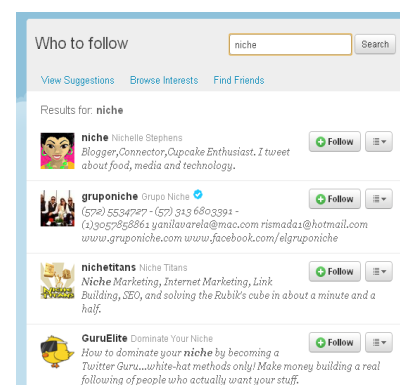 Who to follow
niche
Search
View Suggestions Browse Interests Find Friends
Results for: niche
niche Nichelle Stephens
Follow
Blogger,Connector,Cupcake Enthusiast. I tweet
about food, media and technology.
gruponiche Grupo Niche
Follow
(572) 5534727 - (57) 313 6803391 -
(1)3057858861 yanilavarela@mac.com rismada1@hotmail.com
www.gruponiche.com www.facebook.com/elgruponiche
nichetitans Niche Titans
Follow
Niche Marketing, Internet Marketing, Link
Building, SEO, and solving the Rubik's cube in about a minute and a
half.
GuruElite Dominate Your Niche
Follow
How to dominate your niche by becoming a
Twitter Guru...white-hat methods only! Make money building a real
following of people who actually want your stuff.